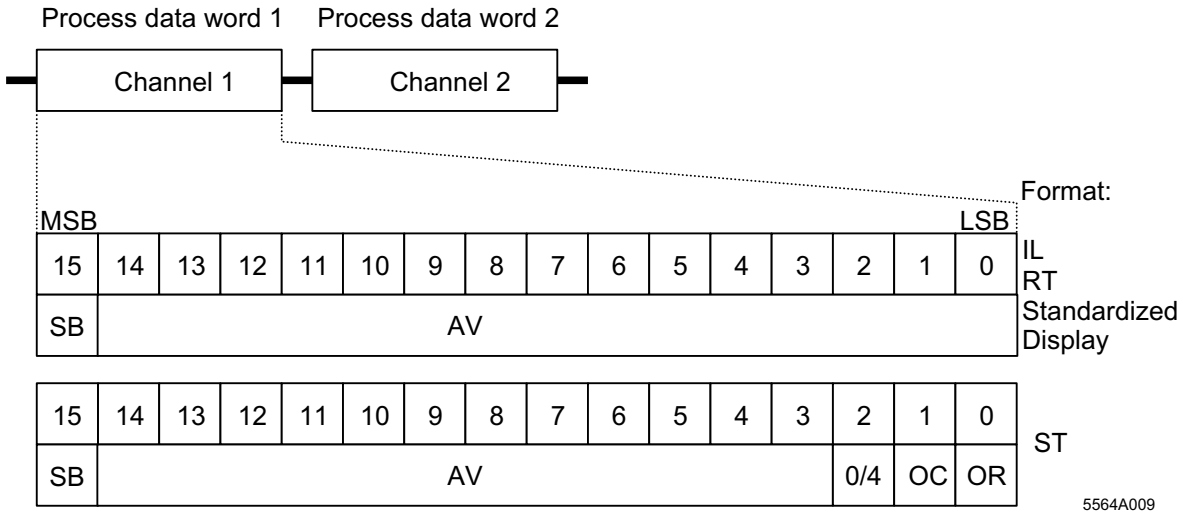 Process data word 1 Process data word 2
Channel 1 Channel 2
Format:
MSB LSB
15 14 13 12 11 10 9 8 7 6 5 4 3 2 1 0
IL
RT
SB AV
Standardized
Display
15 14 13 12 11 10 9 8 7 6 5 4 3 2 1 0
ST
SB AV 0/4 OC OR
5564A009